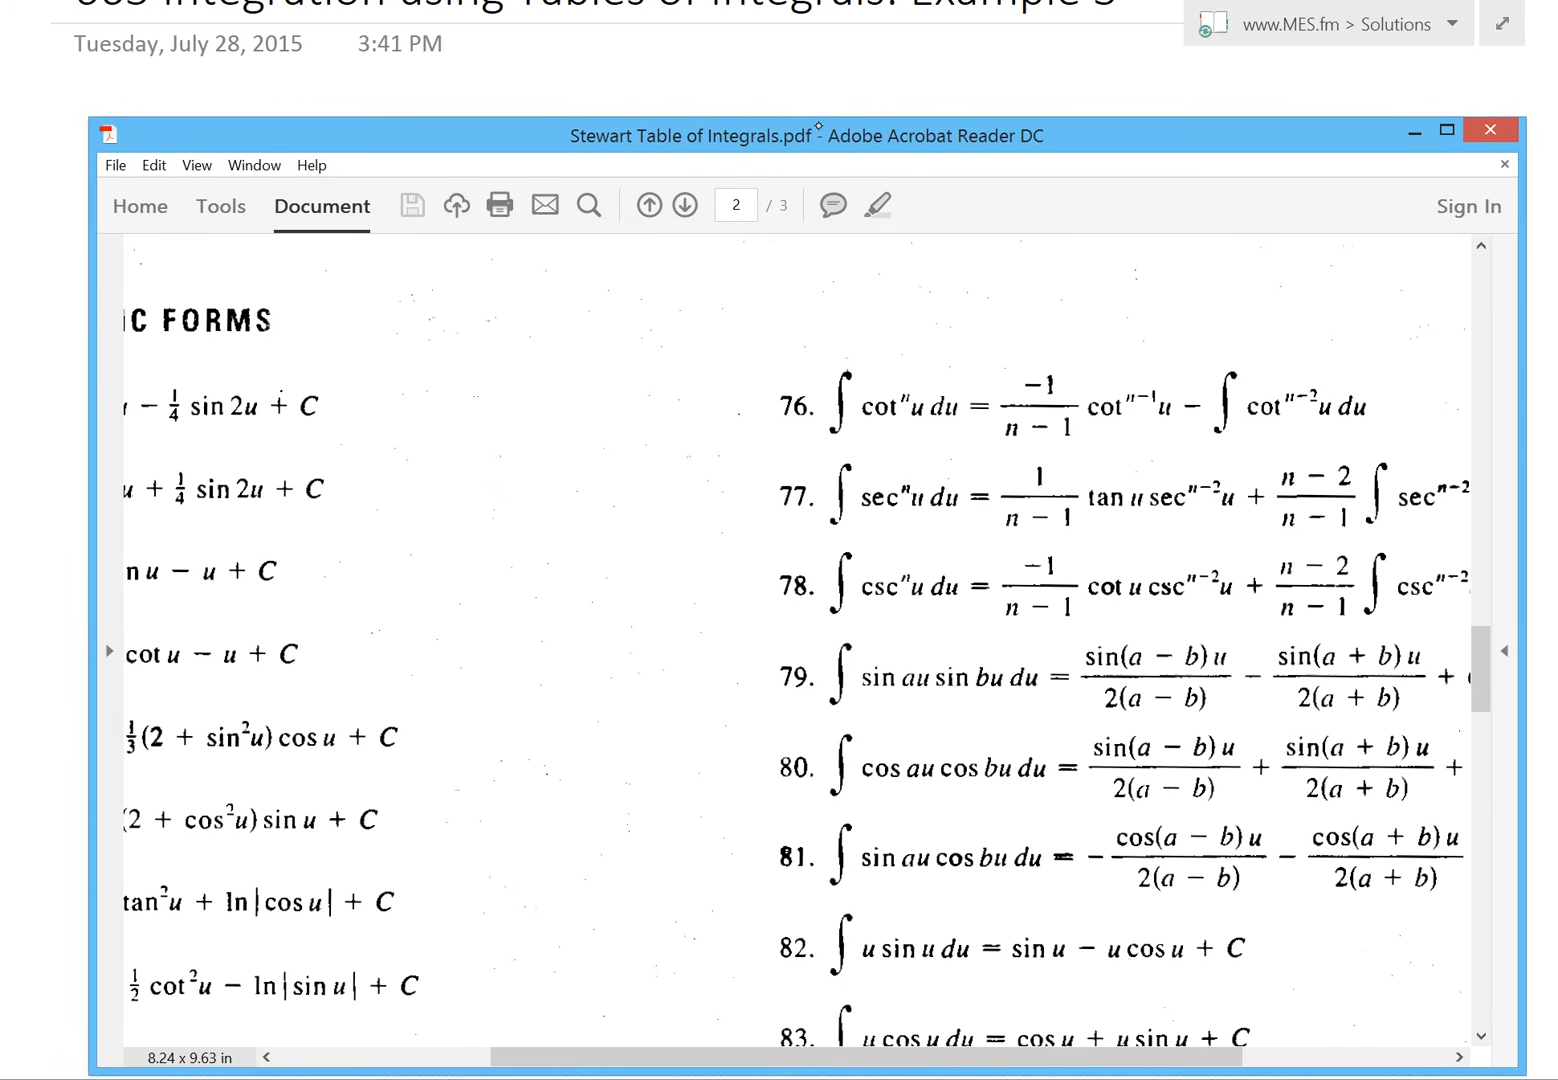 Tuesday, July 28, 2015 3:41 PM
www.MES.fm > Solutions
Stewart Table of Integrals.pdf - Adobe Acrobat Reader DC
File Edit View Window Help
Home Tools Document 2 / 3 Sign In
C FORMS
− 1/4 sin 2u + C
u + 1/4 sin 2u + C
n u − u + C
cot u − u + C
1/3 (2 + sin²u) cos u + C
(2 + cos²u) sin u + C
tan²u + ln|cos u| + C
1/2 cot²u − ln|sin u| + C
76. ∫ cotⁿu du = −1/(n − 1) cotⁿ⁻¹u − ∫ cotⁿ⁻²u du
77. ∫ secⁿu du = 1/(n − 1) tan u secⁿ⁻²u + (n − 2)/(n − 1) ∫ secⁿ⁻²
78. ∫ cscⁿu du = −1/(n − 1) cot u cscⁿ⁻²u + (n − 2)/(n − 1) ∫ cscⁿ⁻²
79. ∫ sin au sin bu du = sin(a − b)u/2(a − b) − sin(a + b)u/2(a + b) +
80. ∫ cos au cos bu du = sin(a − b)u/2(a − b) + sin(a + b)u/2(a + b) +
81. ∫ sin au cos bu du = − cos(a − b)u/2(a − b) − cos(a + b)u/2(a + b)
82. ∫ u sin u du = sin u − u cos u + C
83. ∫ u cos u du = cos u + u sin u + C
8.24 x 9.63 in